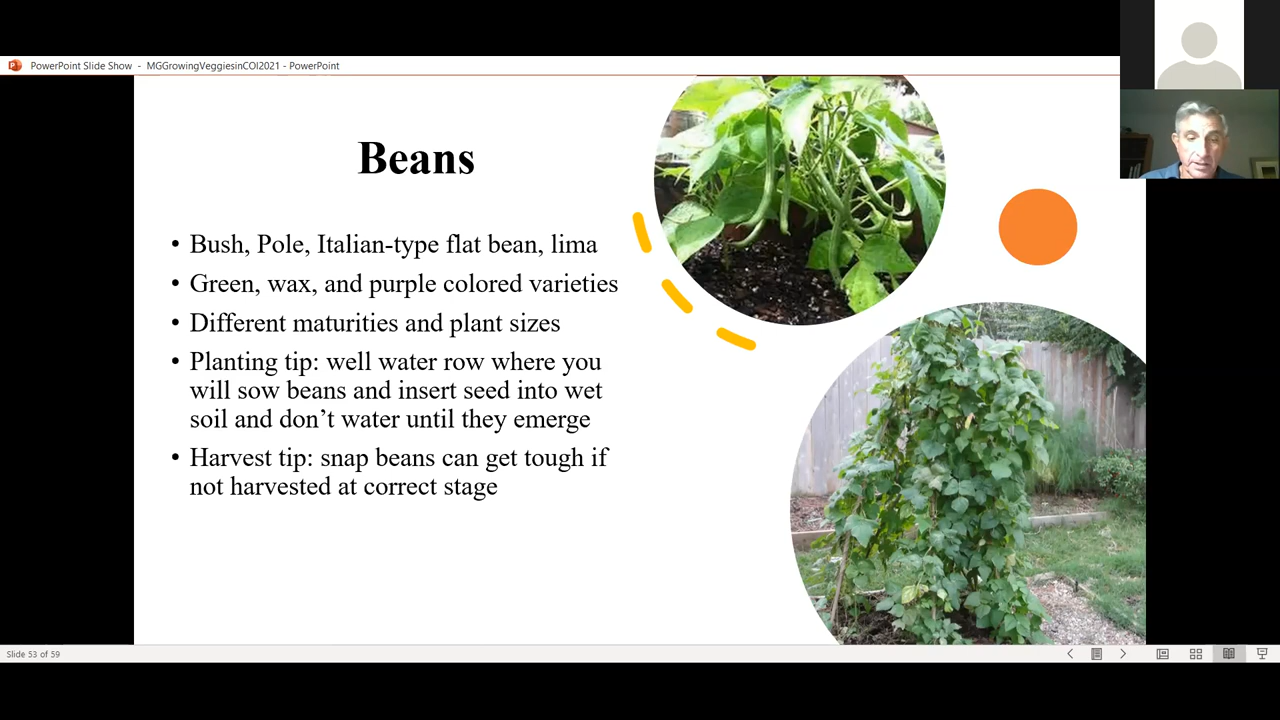 PowerPoint Slide Show - MGGrowingVeggiesinCOI2021 - PowerPoint
Beans
• Bush, Pole, Italian-type flat bean, lima
• Green, wax, and purple colored varieties
• Different maturities and plant sizes
• Planting tip: well water row where you
will sow beans and insert seed into wet
soil and don’t water until they emerge
• Harvest tip: snap beans can get tough if
not harvested at correct stage
Slide 53 of 59